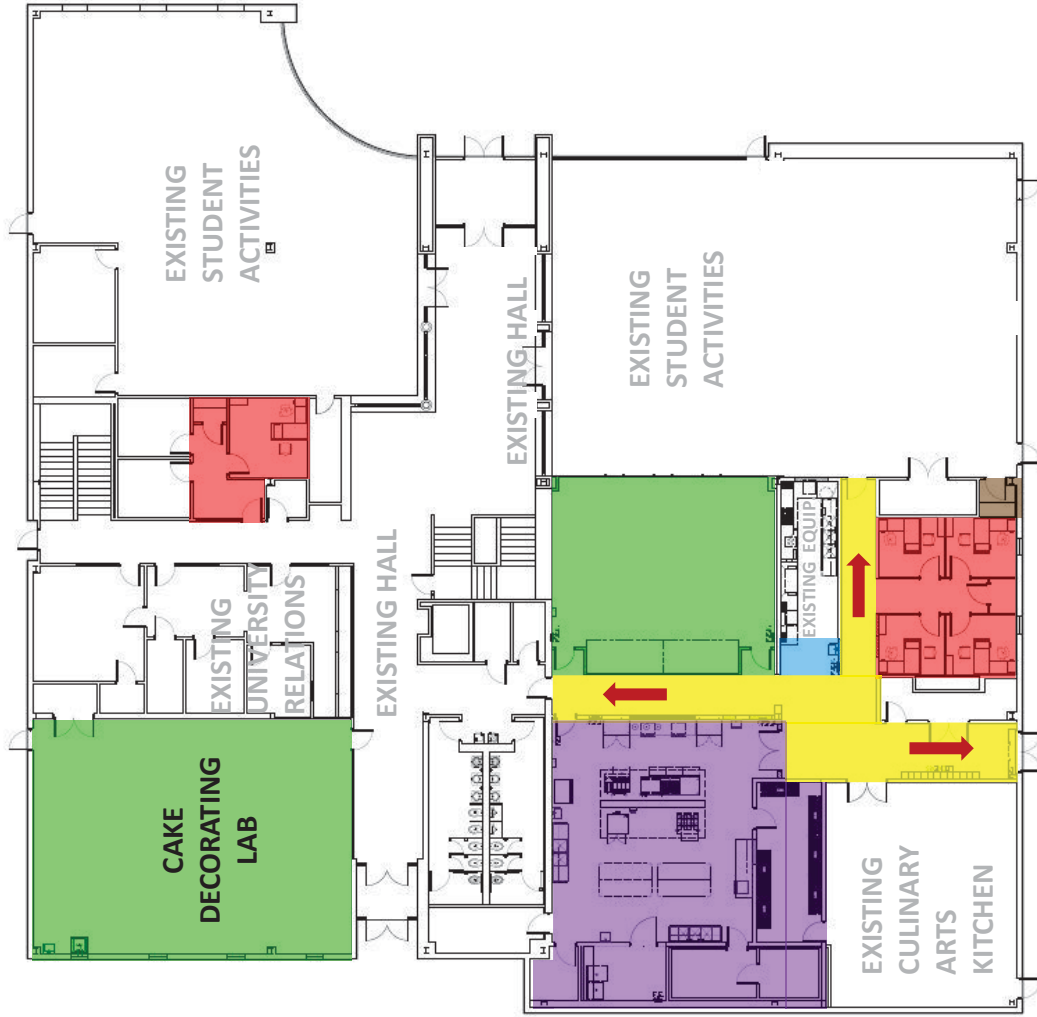 EXISTING
STUDENT
ACTIVITIES
EXISTING HALL
EXISTING
STUDENT
ACTIVITIES
EXISTING HALL
EXISTING EQUIP
EXISTING
UNIVERSITY
RELATIONS
CAKE
DECORATING
LAB
EXISTING
CULINARY
ARTS
KITCHEN